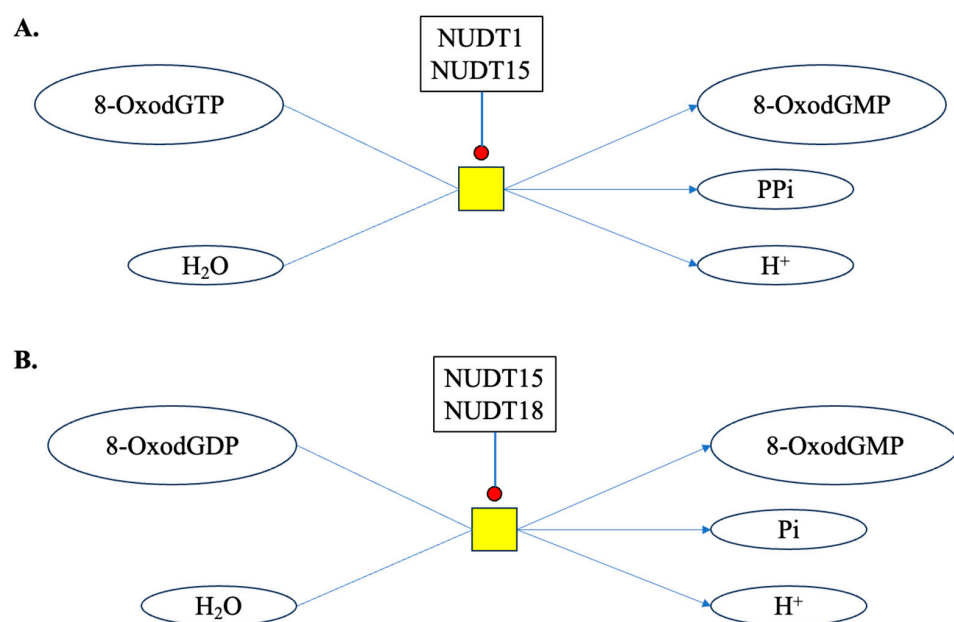 A.
NUDT1
NUDT15
8-OxodGTP
8-OxodGMP
PPi
H₂O
H⁺
B.
NUDT15
NUDT18
8-OxodGDP
8-OxodGMP
Pi
H₂O
H⁺